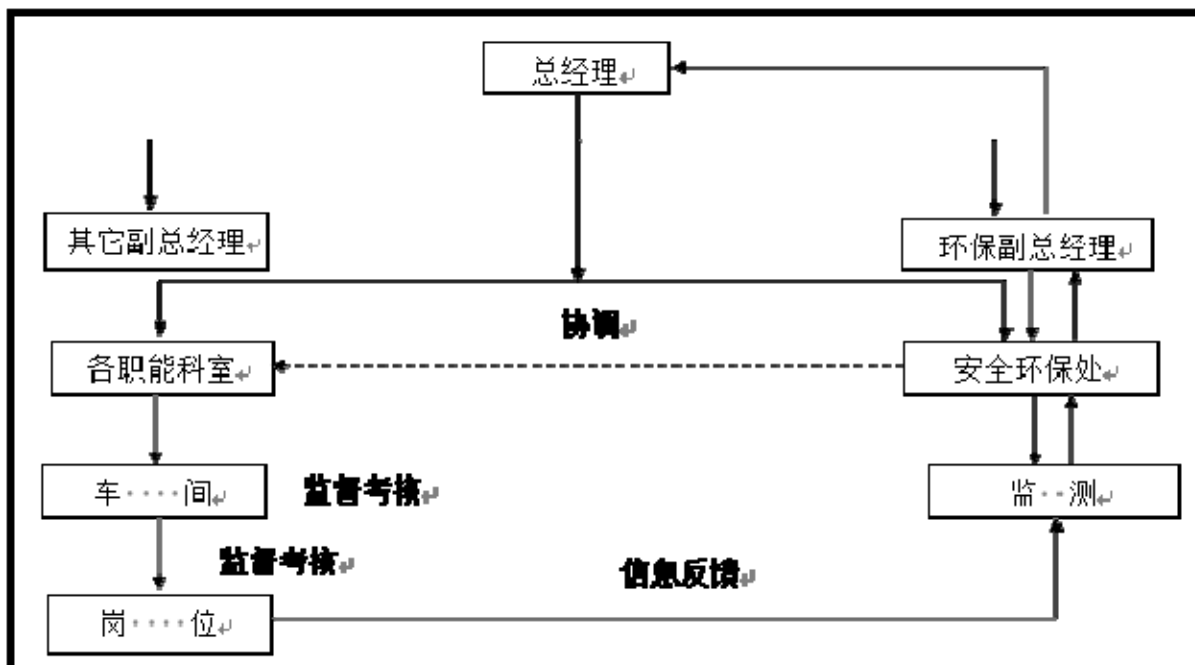 总经理
其它副总经理
环保副总经理
协调
各职能科室
安全环保处
车····间
监督考核
监··测
监督考核
信息反馈
岗····位